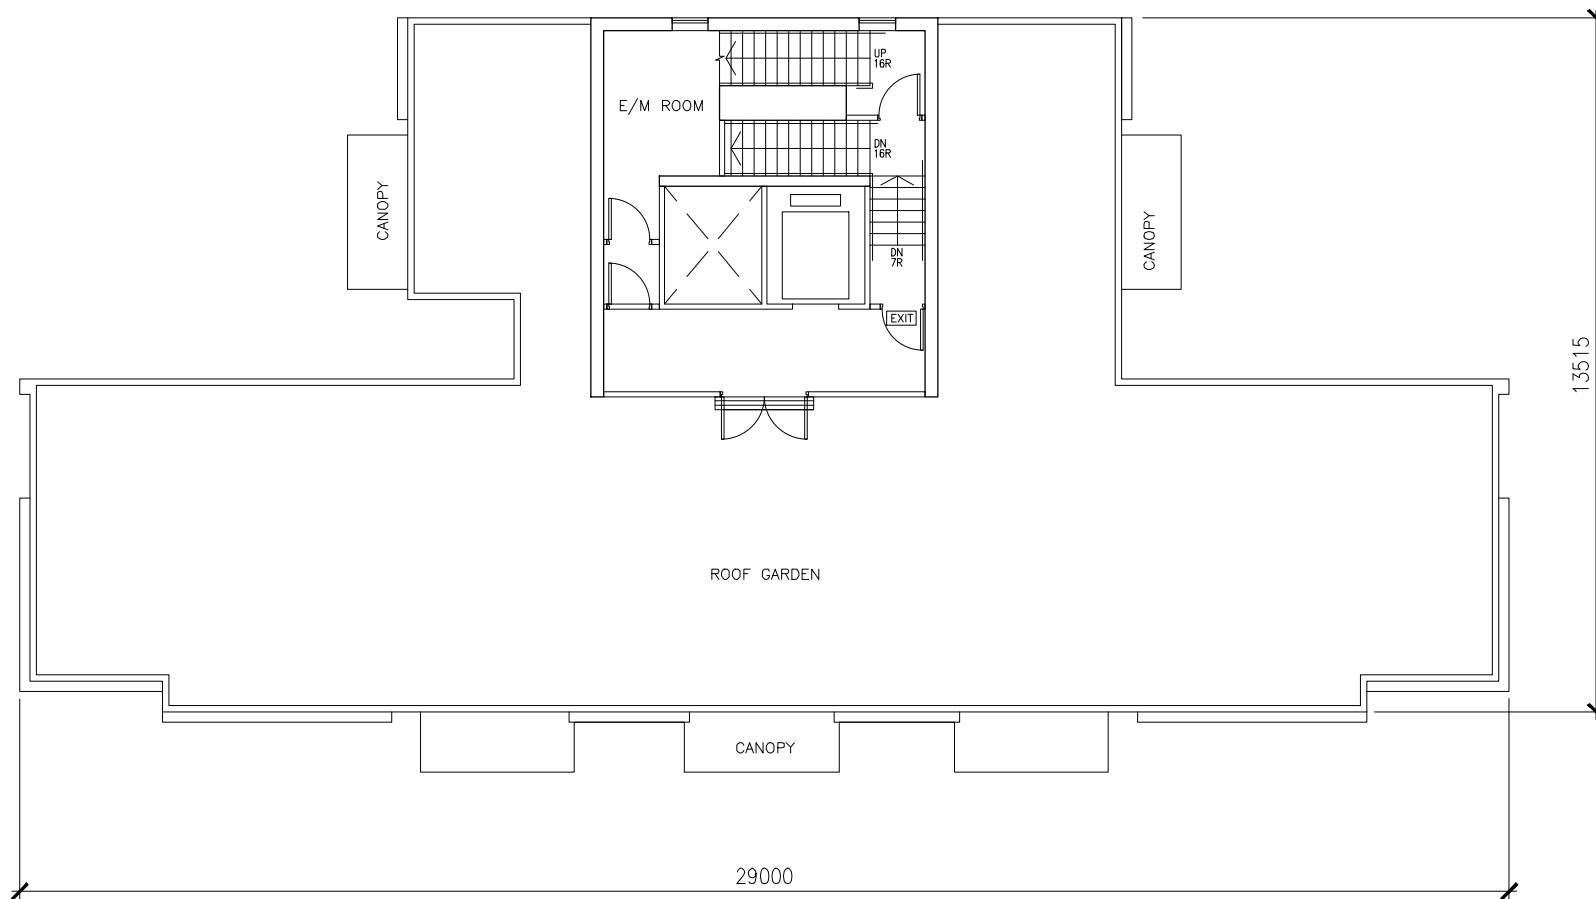 UP
16R
E/M ROOM
DN
16R
CANOPY
CANOPY
DN
7R
EXIT
13515
ROOF GARDEN
CANOPY
29000